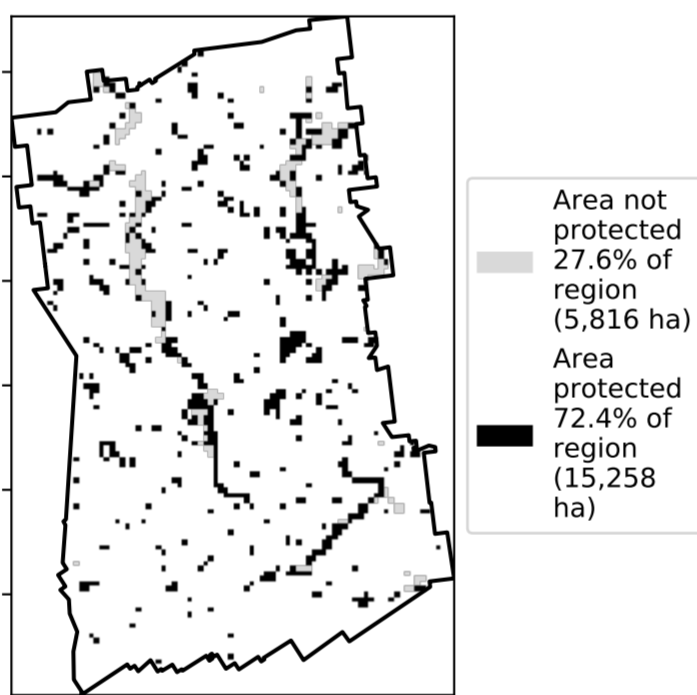 Area not
protected
27.6% of
region
(5,816 ha)
Area
protected
72.4% of
region
(15,258
ha)